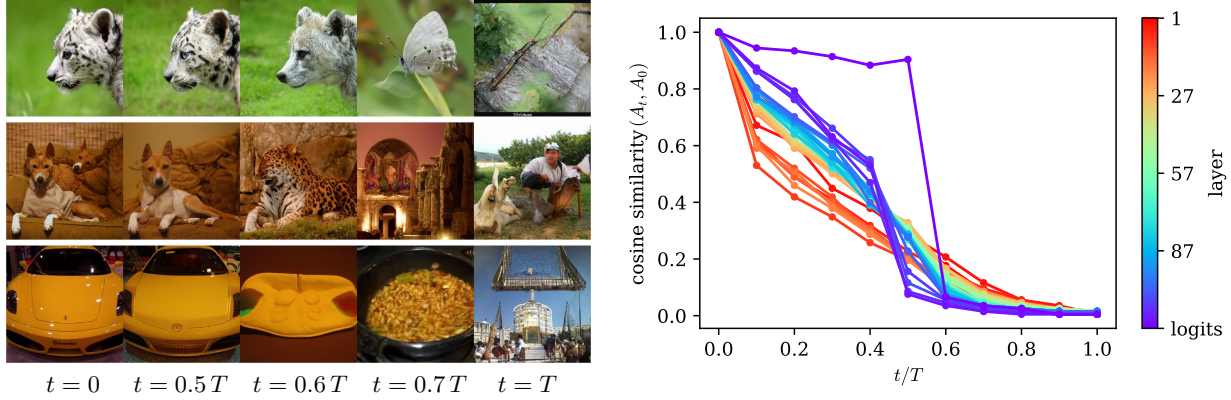 t = 0
t = 0.5 T
t = 0.6 T
t = 0.7 T
t = T
cosine similarity (A_t, A_0)
1.0
0.8
0.6
0.4
0.2
0.0
0.0
0.2
0.4
0.6
0.8
1.0
t/T
1
27
57
87
logits
layer